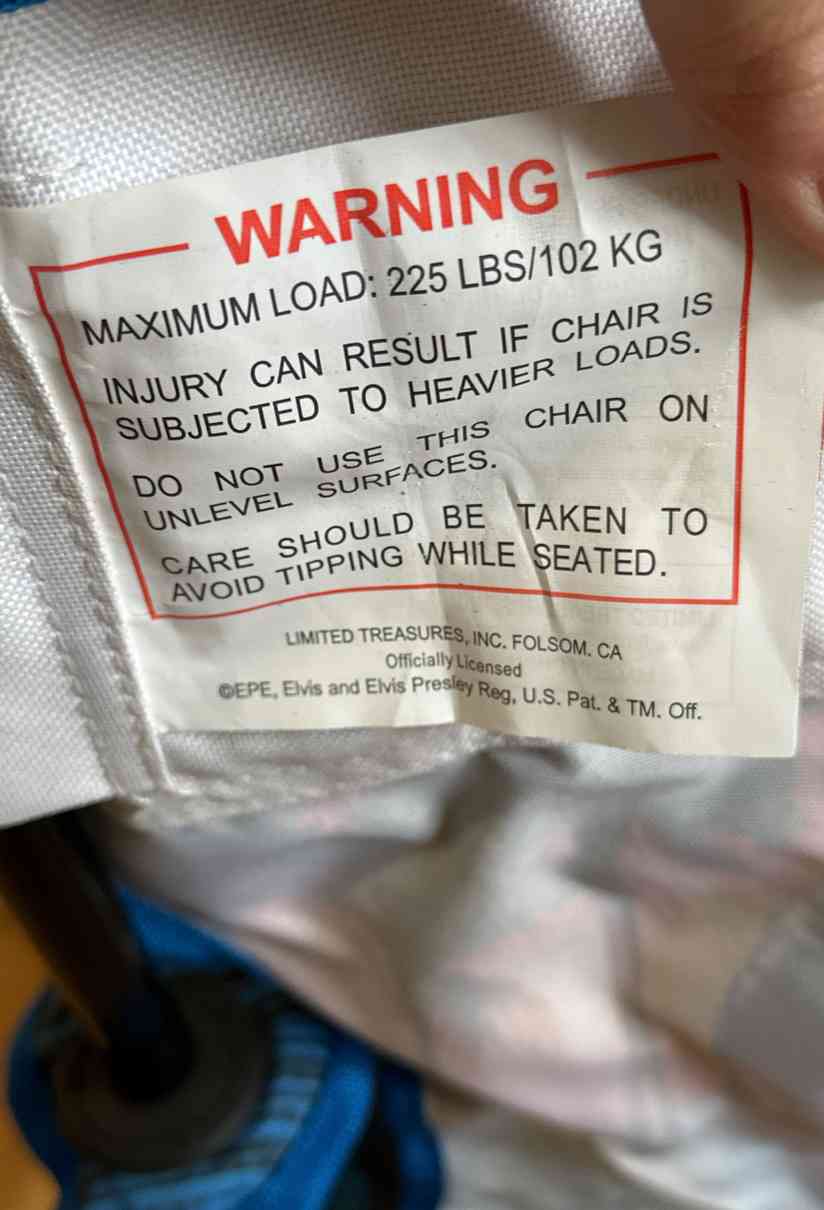 WARNING
MAXIMUM LOAD: 225 LBS/102 KG
INJURY CAN RESULT IF CHAIR IS
SUBJECTED TO HEAVIER LOADS.
DO NOT USE THIS CHAIR ON
UNLEVEL SURFACES.
CARE SHOULD BE TAKEN TO
AVOID TIPPING WHILE SEATED.
LIMITED TREASURES, INC. FOLSOM. CA
Officially Licensed
©EPE, Elvis and Elvis Presley Reg, U.S. Pat. & TM. Off.